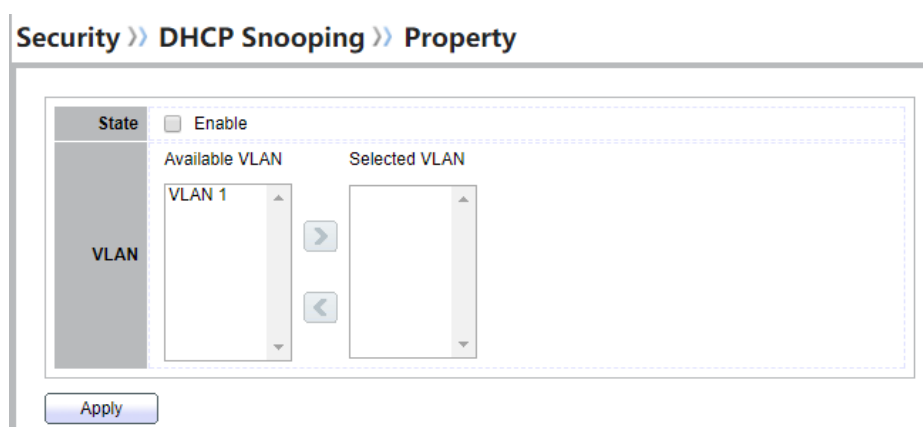 Security 》 DHCP Snooping 》 Property
State Enable
Available VLAN Selected VLAN
VLAN 1
VLAN
Apply